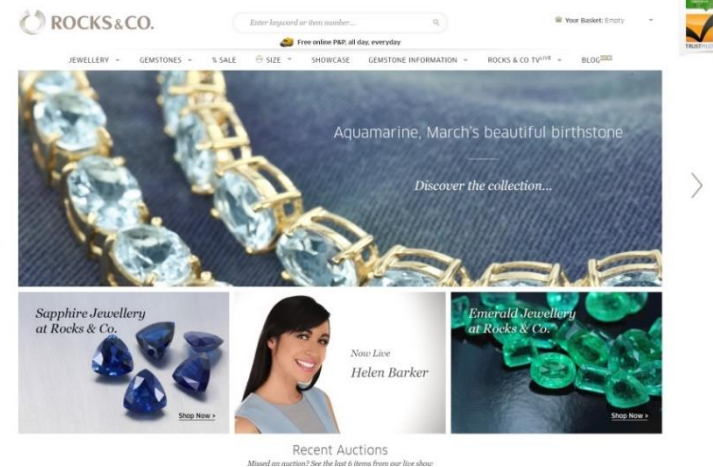 ROCKS & CO.
Enter keyword or item number...
Your Basket: Empty
Free online P&P, all day, everyday
JEWELLERY GEMSTONES % SALE SIZE SHOWCASE GEMSTONE INFORMATION ROCKS & CO TV LIVE BLOG
Aquamarine, March's beautiful birthstone
Discover the collection...
Sapphire Jewellery
at Rocks & Co.
Shop Now >
Now Live
Helen Barker
Emerald Jewellery
at Rocks & Co.
Shop Now >
Recent Auctions
Missed an auction? See the last 6 items from our live show